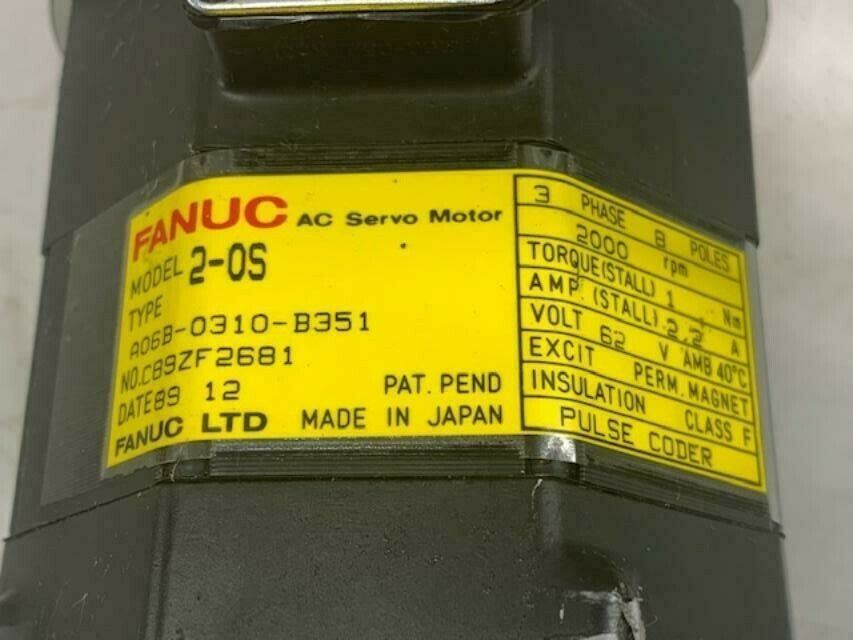 FANUC AC Servo Motor
MODEL 2-0S
TYPE
A06B-0310-B351
NO.C89ZF2681
DATE89 12
PAT. PEND
FANUC LTD MADE IN JAPAN
3 PHASE 8 POLES
2000 rpm
TORQUE(STALL) 1 Nm
AMP. (STALL) 2.2 A
VOLT 62 V AMB 40°C
EXCIT PERM. MAGNET
INSULATION CLASS F
PULSE CODER